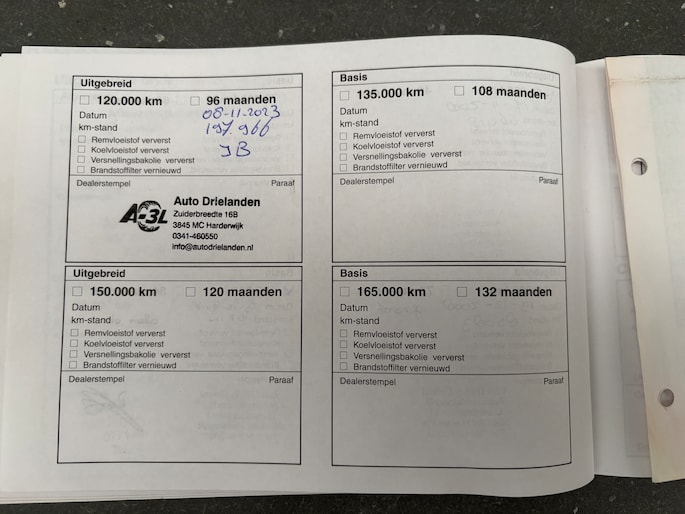 Uitgebreid
120.000 km 96 maanden
Datum 08-11-2023
km-stand 197.966
Remvloeistof ververst
Koelvloeistof ververst JB
Versnellingsbakolie ververst
Brandstoffilter vernieuwd
Dealerstempel Paraaf
A-3L
Auto Drielanden
Zuiderbreedte 16B
3845 MC Harderwijk
0341-460550
info@autodrielanden.nl
Basis
135.000 km 108 maanden
Datum
km-stand
Remvloeistof ververst
Koelvloeistof ververst
Versnellingsbakolie ververst
Brandstoffilter vernieuwd
Dealerstempel Paraaf
Uitgebreid
150.000 km 120 maanden
Datum
km-stand
Remvloeistof ververst
Koelvloeistof ververst
Versnellingsbakolie ververst
Brandstoffilter vernieuwd
Dealerstempel Paraaf
Basis
165.000 km 132 maanden
Datum
km-stand
Remvloeistof ververst
Koelvloeistof ververst
Versnellingsbakolie ververst
Brandstoffilter vernieuwd
Dealerstempel Paraaf